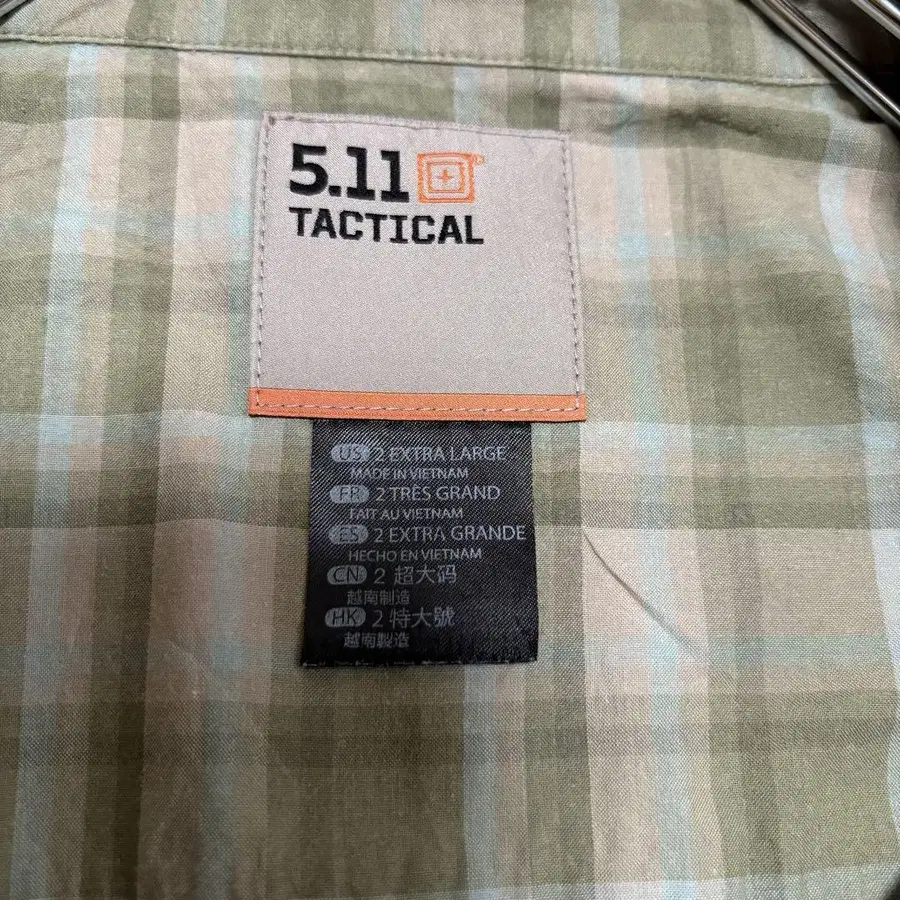 5.11
TACTICAL
US 2 EXTRA LARGE
MADE IN VIETNAM
FR 2 TRÈS GRAND
FAIT AU VIETNAM
ES 2 EXTRA GRANDE
HECHO EN VIETNAM
CN 2 超大码
越南制造
HK 2 特大號
越南製造